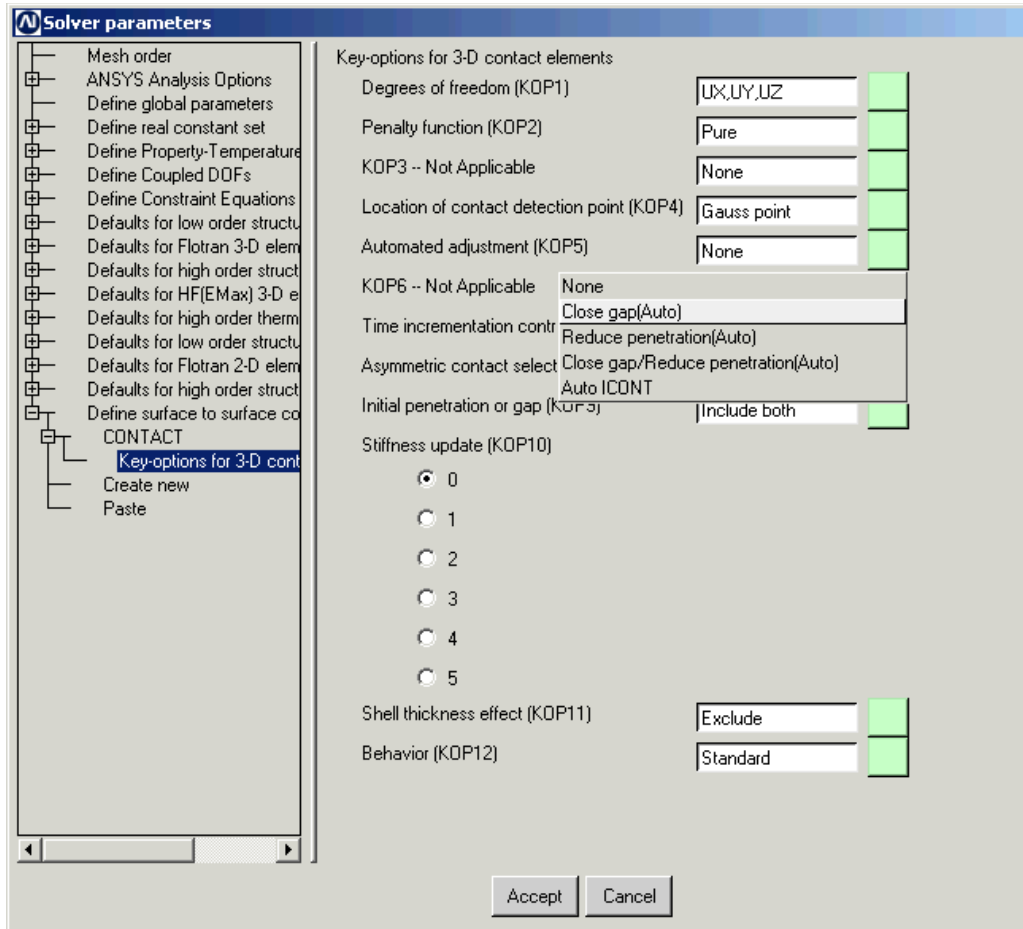 Solver parameters
Mesh order
ANSYS Analysis Options
Define global parameters
Define real constant set
Define Property-Temperature
Define Coupled DOFs
Define Constraint Equations
Defaults for low order structu
Defaults for Flotran 3-D elem
Defaults for high order struct
Defaults for HF(EMax) 3-D e
Defaults for high order therm
Defaults for low order structu
Defaults for Flotran 2-D elem
Defaults for high order struct
Define surface to surface co
CONTACT
Key-options for 3-D cont
Create new
Paste
Key-options for 3-D contact elements
Degrees of freedom (KOP1) UX,UY,UZ
Penalty function (KOP2) Pure
KOP3 -- Not Applicable None
Location of contact detection point (KOP4) Gauss point
Automated adjustment (KOP5) None
KOP6 -- Not Applicable
None
Close gap(Auto)
Reduce penetration(Auto)
Close gap/Reduce penetration(Auto)
Auto ICONT
Time incrementation contr
Asymmetric contact select
Initial penetration or gap (KOP9) Include both
Stiffness update (KOP10)
0
1
2
3
4
5
Shell thickness effect (KOP11) Exclude
Behavior (KOP12) Standard
Accept Cancel